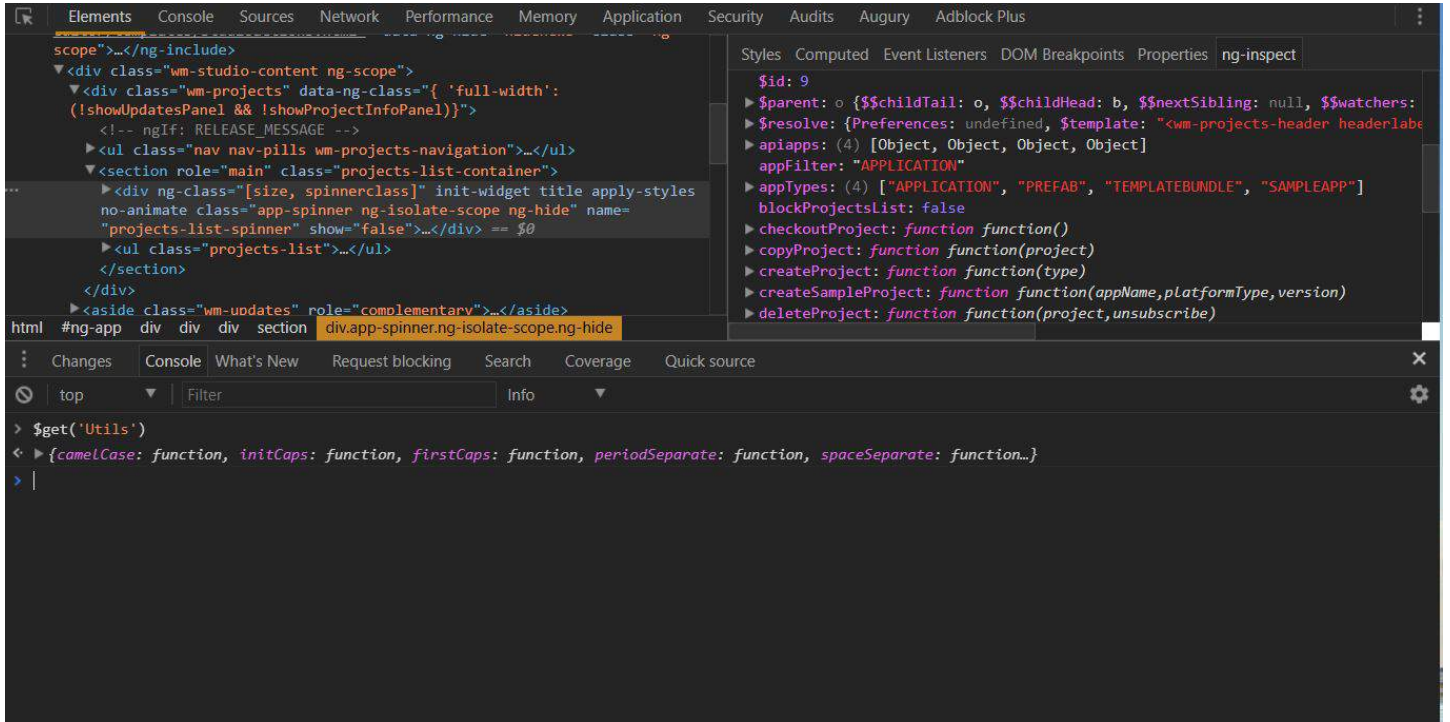 Elements Console Sources Network Performance Memory Application Security Audits Augury Adblock Plus
scope">…</ng-include>
▼<div class="wm-studio-content ng-scope">
▼<div class="wm-projects" data-ng-class="{ 'full-width':
(!showUpdatesPanel && !showProjectInfoPanel)}">
<!-- ngIf: RELEASE_MESSAGE -->
▶<ul class="nav nav-pills wm-projects-navigation">…</ul>
▼<section role="main" class="projects-list-container">
▶<div ng-class="[size, spinnerclass]" init-widget title apply-styles
no-animate class="app-spinner ng-isolate-scope ng-hide" name=
"projects-list-spinner" show="false">…</div> == $0
▶<ul class="projects-list">…</ul>
</section>
</div>
▶<aside class="wm-updates" role="complementary">…</aside>
html #ng-app div div div section div.app-spinner.ng-isolate-scope.ng-hide
Styles Computed Event Listeners DOM Breakpoints Properties ng-inspect
$id: 9
▶$parent: o {$$childTail: o, $$childHead: b, $$nextSibling: null, $$watchers:
▶$resolve: {Preferences: undefined, $template: "<wm-projects-header headerlabe
▶apiapps: (4) [Object, Object, Object, Object]
appFilter: "APPLICATION"
▶appTypes: (4) ["APPLICATION", "PREFAB", "TEMPLATEBUNDLE", "SAMPLEAPP"]
blockProjectsList: false
▶checkoutProject: function function()
▶copyProject: function function(project)
▶createProject: function function(type)
▶createSampleProject: function function(appName,platformType,version)
▶deleteProject: function function(project,unsubscribe)
Changes Console What's New Request blocking Search Coverage Quick source
top ▼ Filter Info ▼
> $get('Utils')
▶{camelCase: function, initCaps: function, firstCaps: function, periodSeparate: function, spaceSeparate: function…}
>